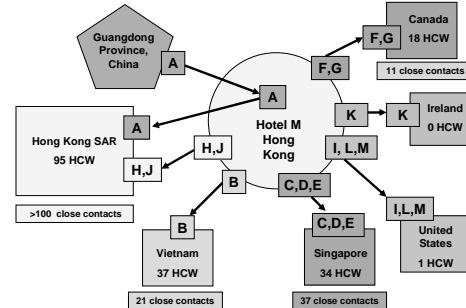 Guangdong
Province,
China
A
A
Hotel M
Hong
Kong
F,G
F,G
Canada
18 HCW
11 close contacts
K
K
Ireland
0 HCW
I, L,M
I,L,M
United
States
1 HCW
C,D,E
C,D,E
Singapore
34 HCW
37 close contacts
B
B
Vietnam
37 HCW
21 close contacts
H,J
H,J
A
Hong Kong SAR
95 HCW
>100 close contacts